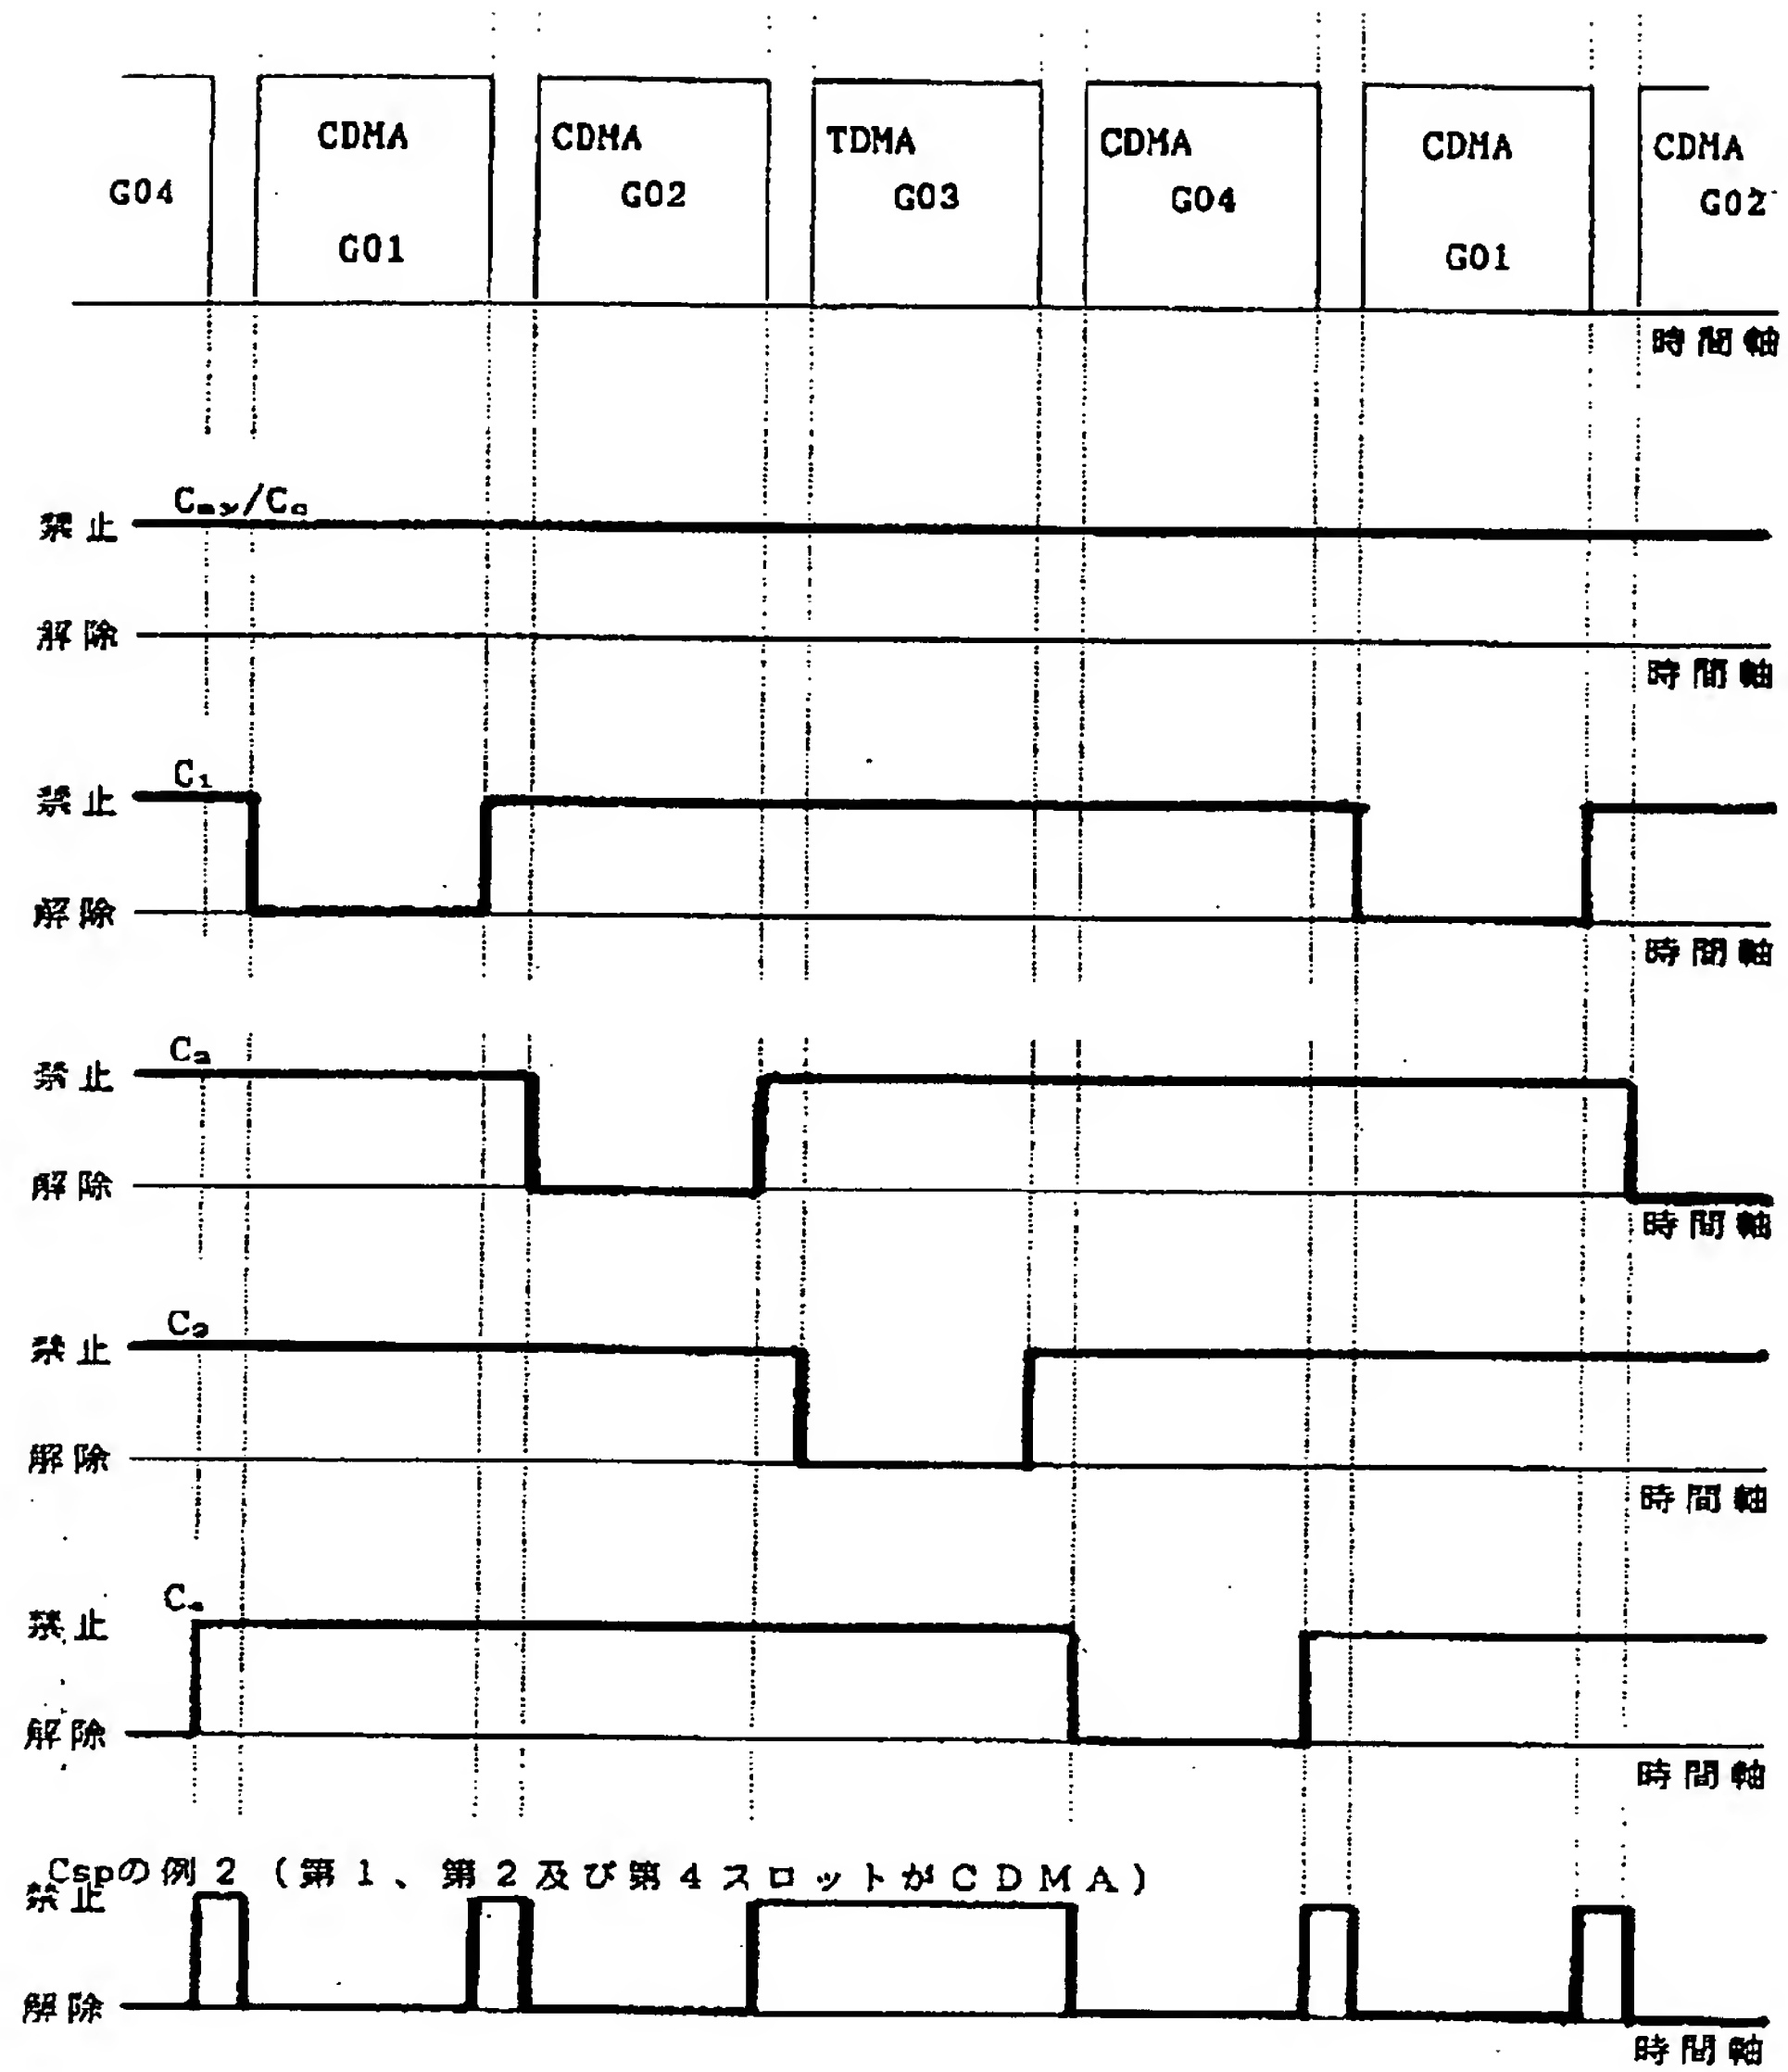 CDMA CDMA TDMA CDMA CDMA CDMA
G04 G02 G03 G04 G02
G01 G01
時間軸
禁止
解除
時間軸
C₁
禁止
解除
時間軸
C₂
禁止
解除
時間軸
C₃
禁止
解除
時間軸
C₄
禁止
解除
時間軸
Cspの例2(第1、第2及び第4スロットがCDMA)
禁止
解除
時間軸